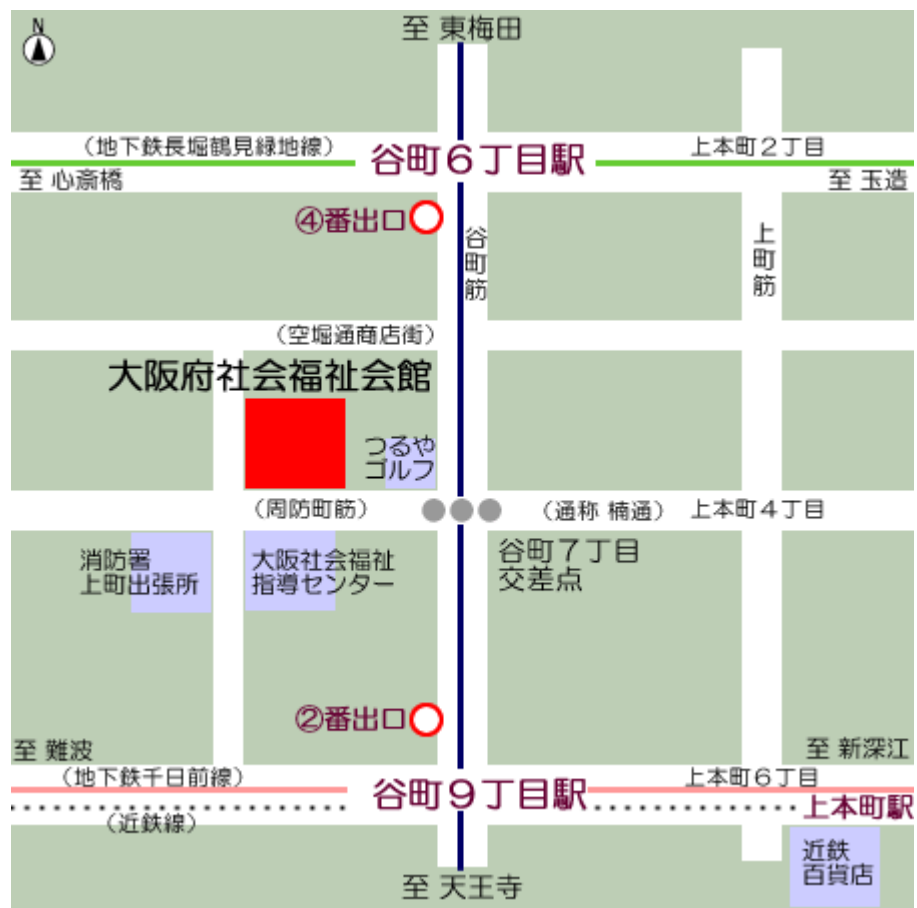 N
至 東梅田
（地下鉄長堀鶴見緑地線）
谷町６丁目駅
上本町２丁目
至 心斎橋
至 玉造
④番出口
谷町筋
上町筋
（空堀通商店街）
大阪府社会福祉会館
つるや
ゴルフ
（周防町筋）
（通称 楠通）
上本町４丁目
消防署
上町出張所
大阪社会福祉
指導センター
谷町７丁目
交差点
②番出口
至 難波
至 新深江
（地下鉄千日前線）
谷町９丁目駅
上本町６丁目
（近鉄線）
上本町駅
近鉄
百貨店
至 天王寺